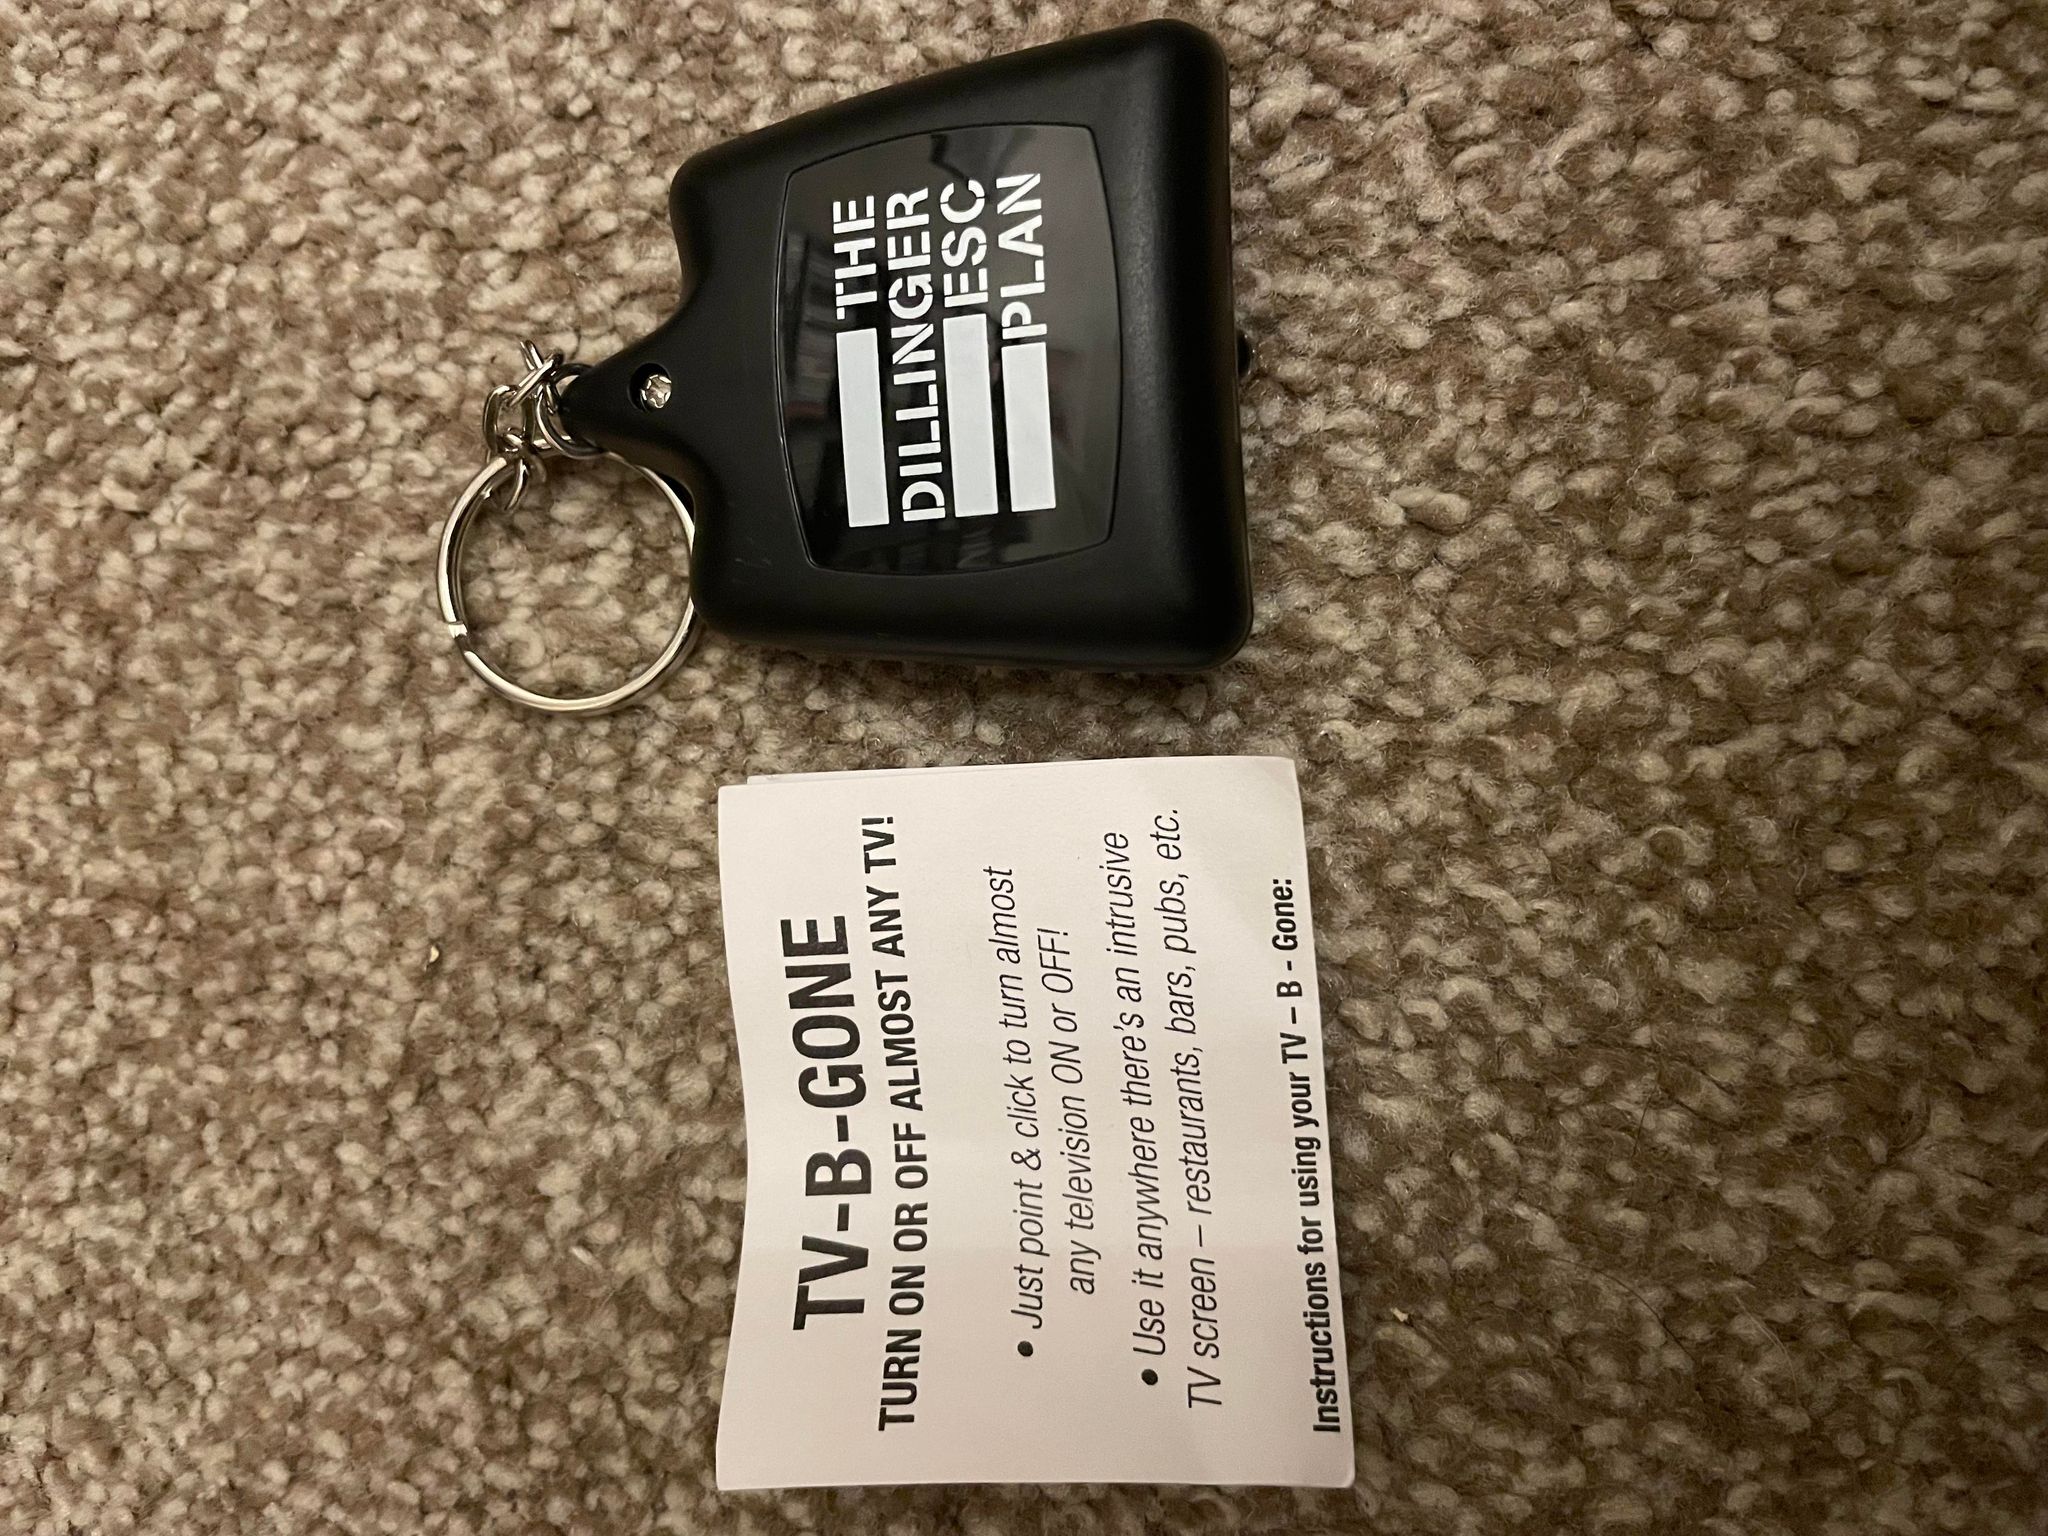 THE
DILLINGER
ESC
PLAN
TV-B-GONE
TURN ON OR OFF ALMOST ANY TV!
• Just point & click to turn almost
any television ON or OFF!
• Use it anywhere there's an intrusive
TV screen – restaurants, bars, pubs, etc.
Instructions for using your TV – B - Gone: